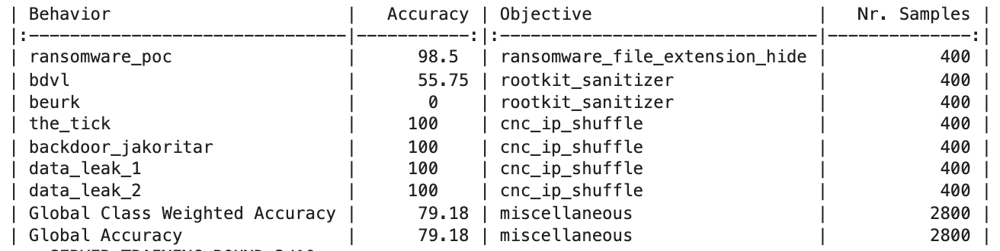 | Behavior                      |   Accuracy | Objective                      |   Nr. Samples |
|:------------------------------|-----------:|:-------------------------------|--------------:|
| ransomware_poc                |      98.5  | ransomware_file_extension_hide |           400 |
| bdvl                          |      55.75 | rootkit_sanitizer              |           400 |
| beurk                         |       0    | rootkit_sanitizer              |           400 |
| the_tick                      |     100    | cnc_ip_shuffle                 |           400 |
| backdoor_jakoritar            |     100    | cnc_ip_shuffle                 |           400 |
| data_leak_1                   |     100    | cnc_ip_shuffle                 |           400 |
| data_leak_2                   |     100    | cnc_ip_shuffle                 |           400 |
| Global Class Weighted Accuracy |      79.18 | miscellaneous                  |          2800 |
| Global Accuracy               |      79.18 | miscellaneous                  |          2800 |